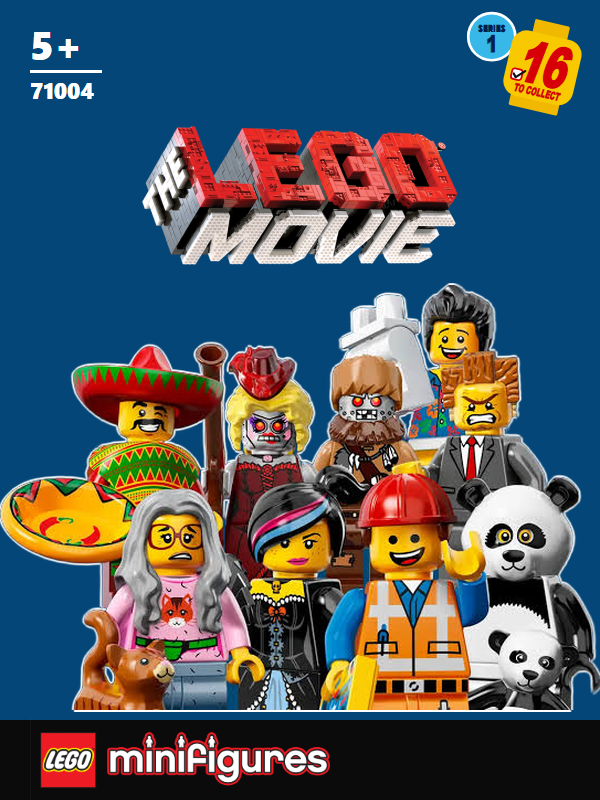 5+
71004
SERIES
1
16
TO COLLECT
THE
LEGO
MOVIE
LEGO minifigures